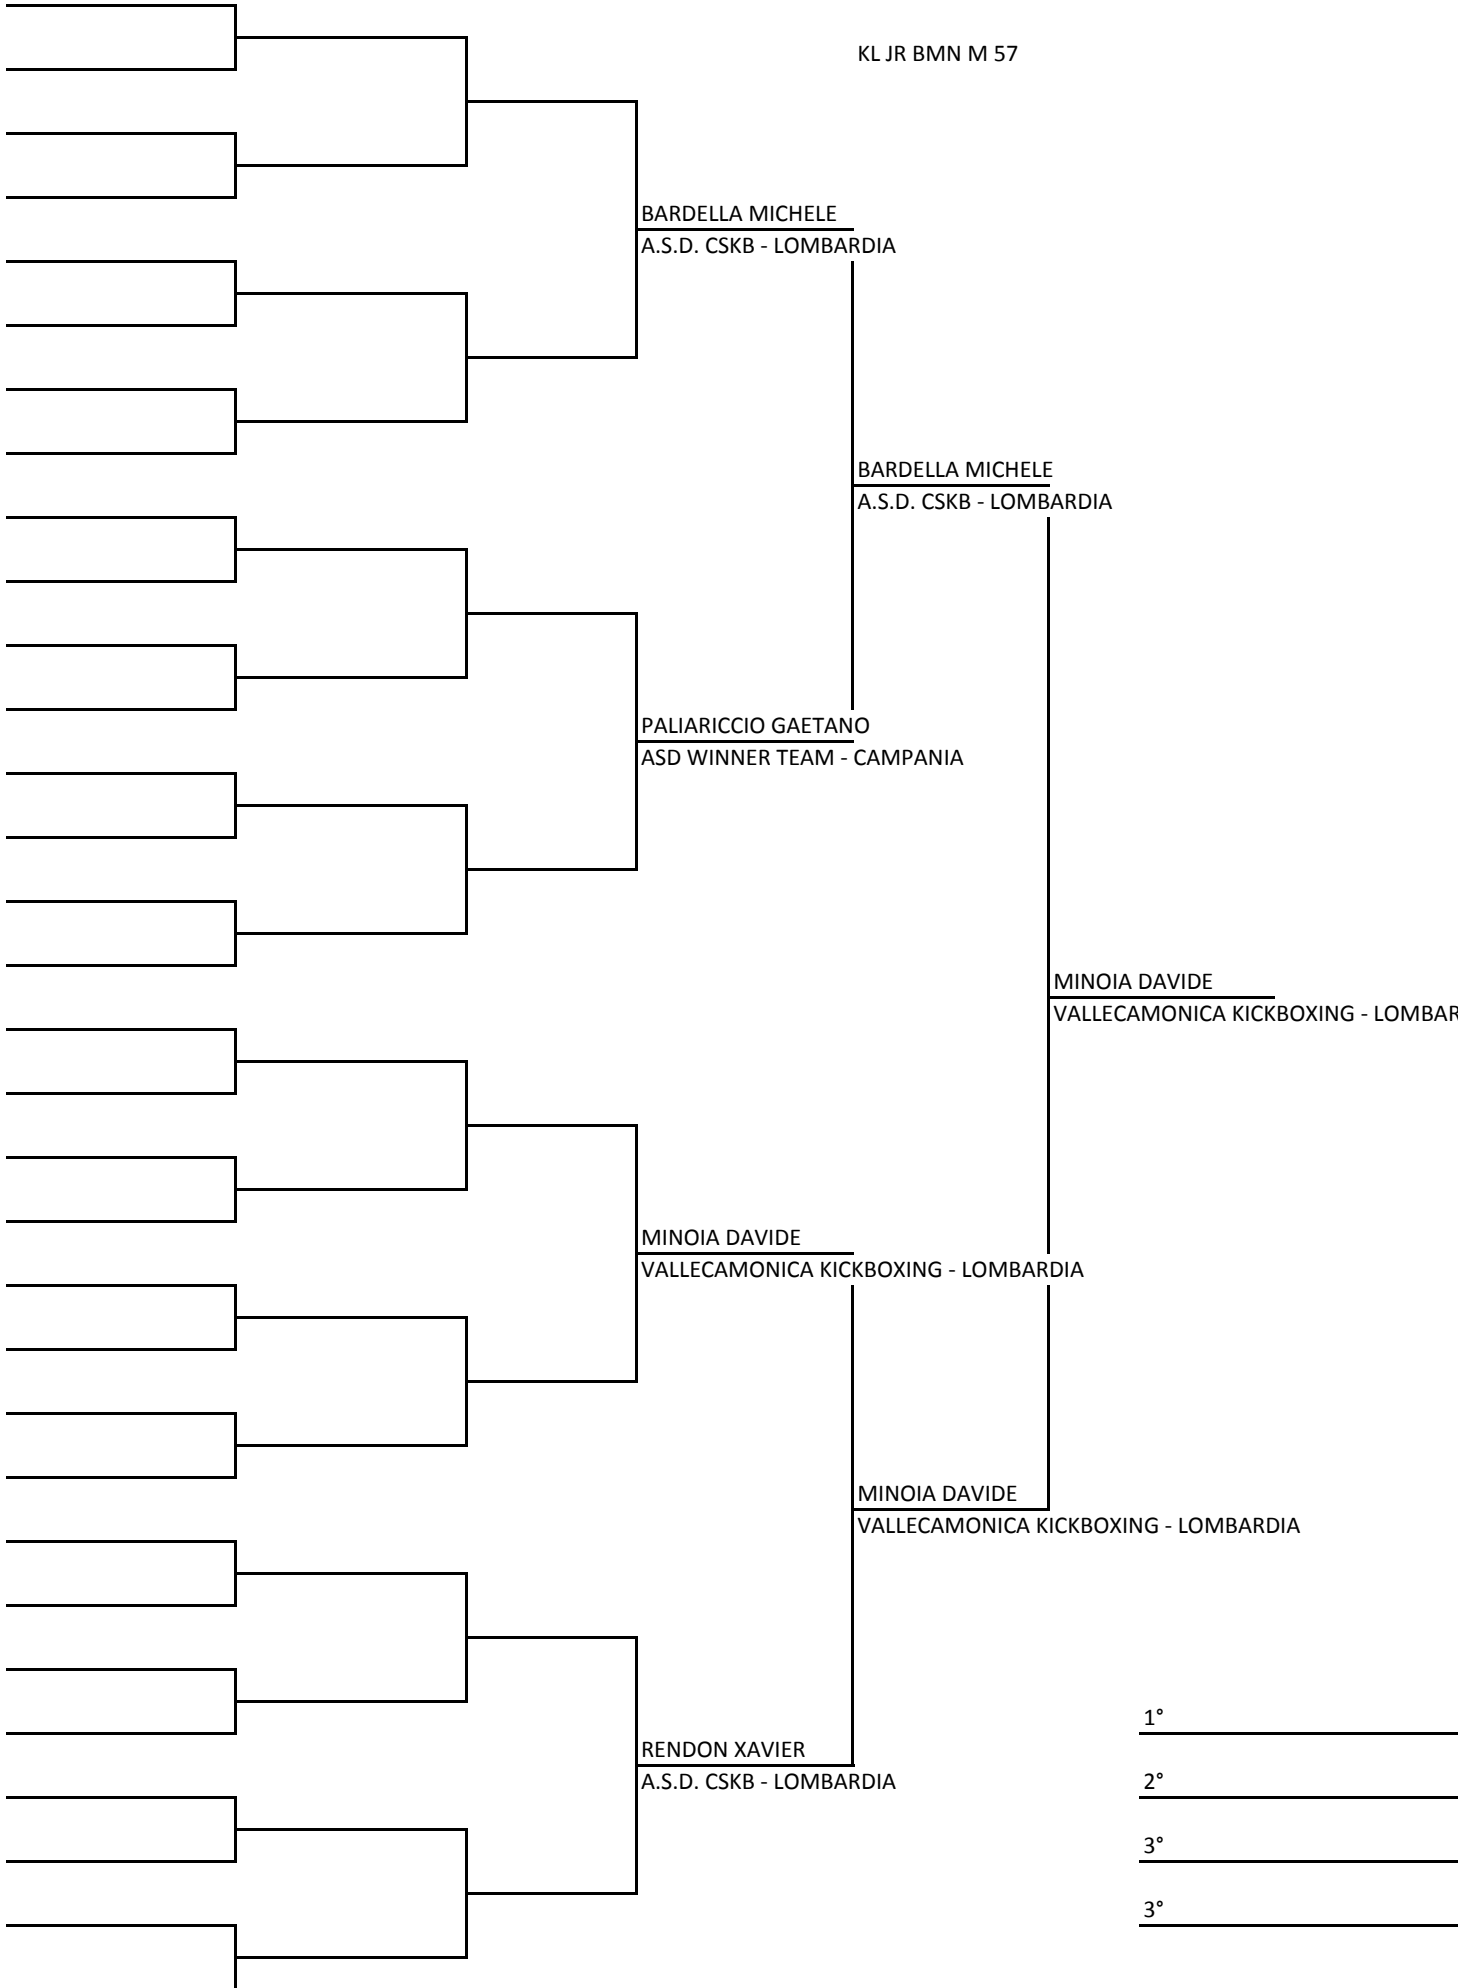 KL JR BMN M 57
BARDELLA MICHELE
A.S.D. CSKB - LOMBARDIA
BARDELLA MICHELE
A.S.D. CSKB - LOMBARDIA
PALIARICCIO GAETANO
ASD WINNER TEAM - CAMPANIA
MINOIA DAVIDE
VALLECAMONICA KICKBOXING - LOMBAR
MINOIA DAVIDE
VALLECAMONICA KICKBOXING - LOMBARDIA
MINOIA DAVIDE
VALLECAMONICA KICKBOXING - LOMBARDIA
RENDON XAVIER
A.S.D. CSKB - LOMBARDIA
1°
2°
3°
3°